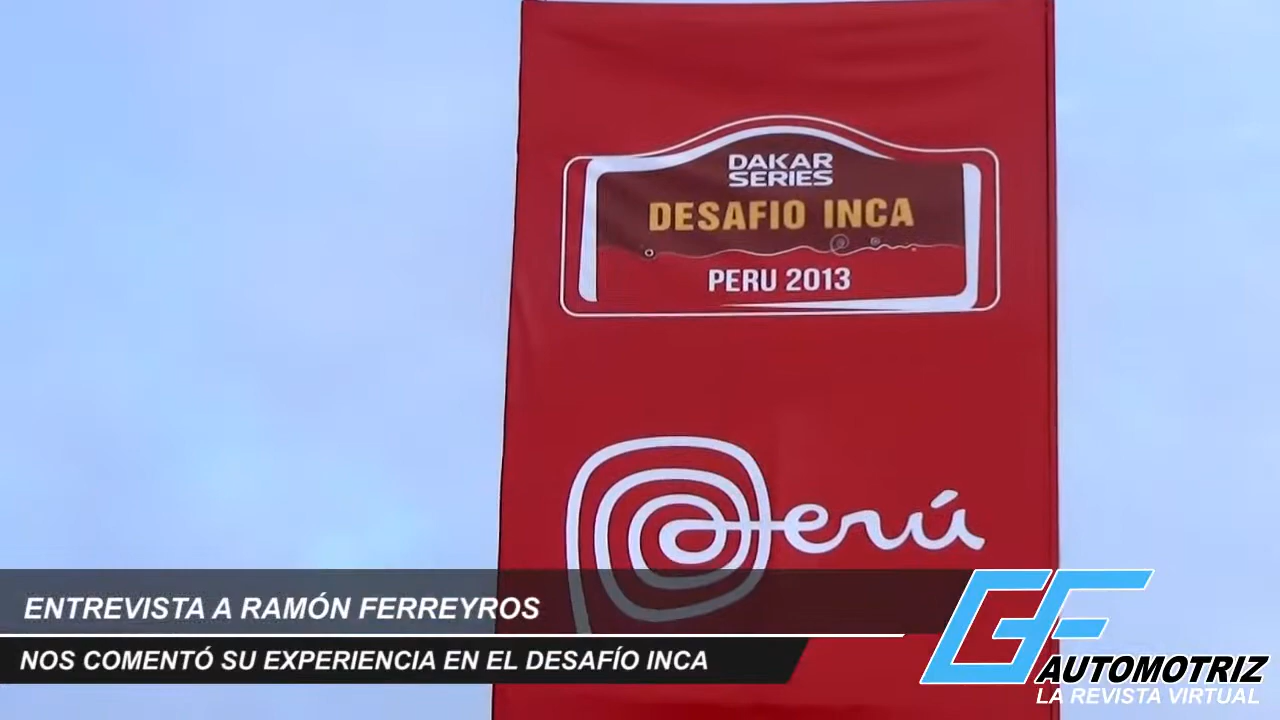 DAKAR
SERIES
DESAFIO INCA
PERU 2013
Perú
ENTREVISTA A RAMÓN FERREYROS
NOS COMENTÓ SU EXPERIENCIA EN EL DESAFÍO INCA
GF
AUTOMOTRIZ
LA REVISTA VIRTUAL